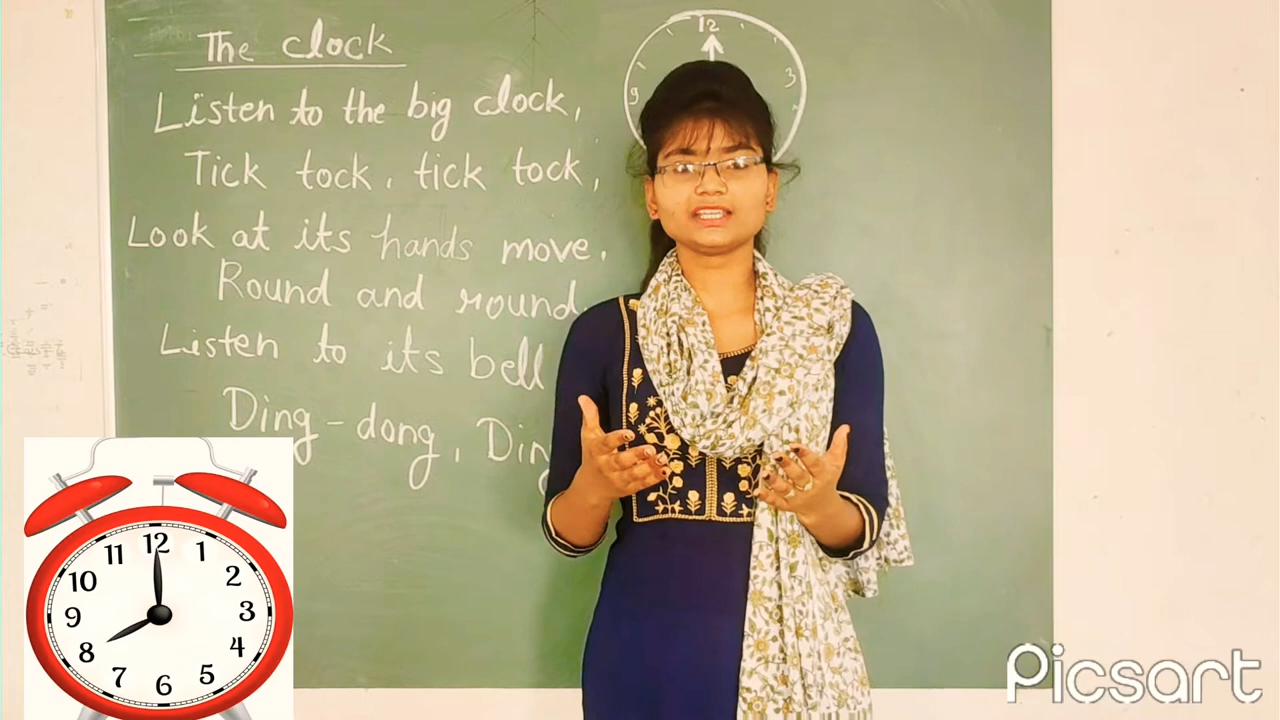 The clock
Listen to the big clock,
Tick tock, tick tock,
Look at its hands move.
Round and round.
Listen to its bell
Ding-dong,
12
3
9
12
1
2
3
4
5
6
7
8
9
10
11
Picsart